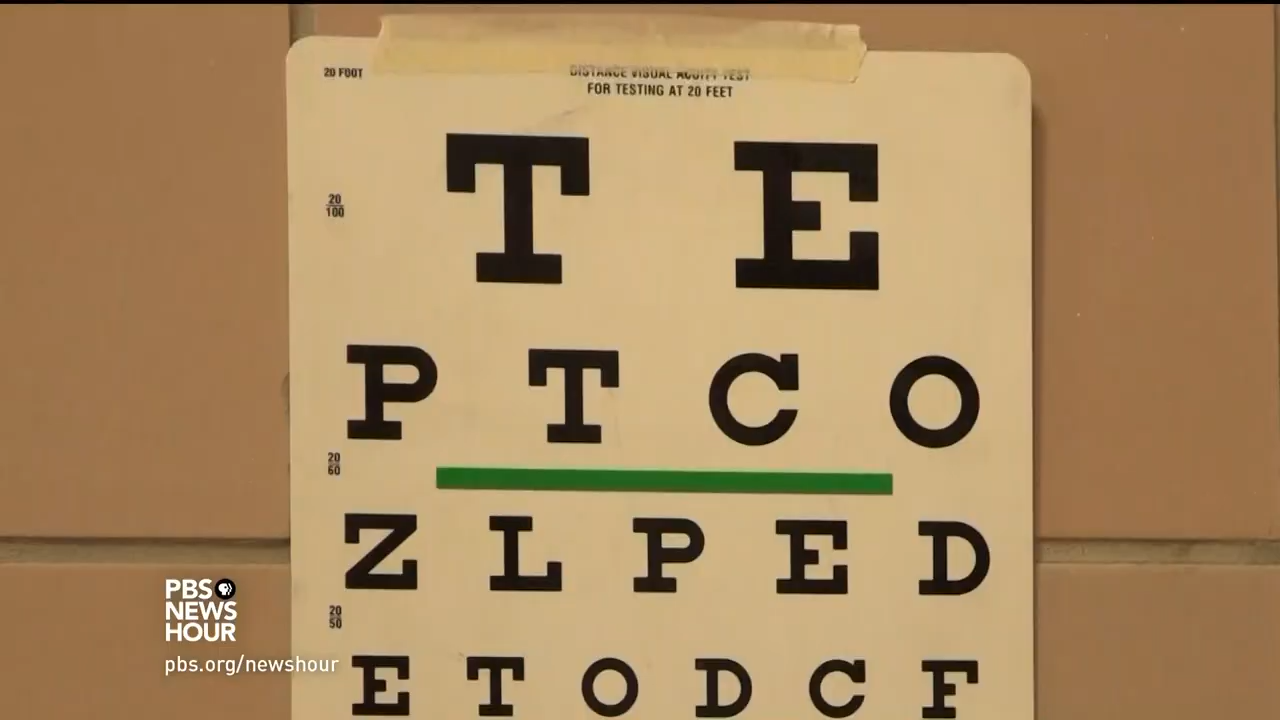 20 FOOT
DISTANCE VISUAL ACUITY TEST
FOR TESTING AT 20 FEET
T E
20
100
P T C O
20
60
Z L P E D
20
50
E T O D C F
PBS
NEWS
HOUR
pbs.org/newshour